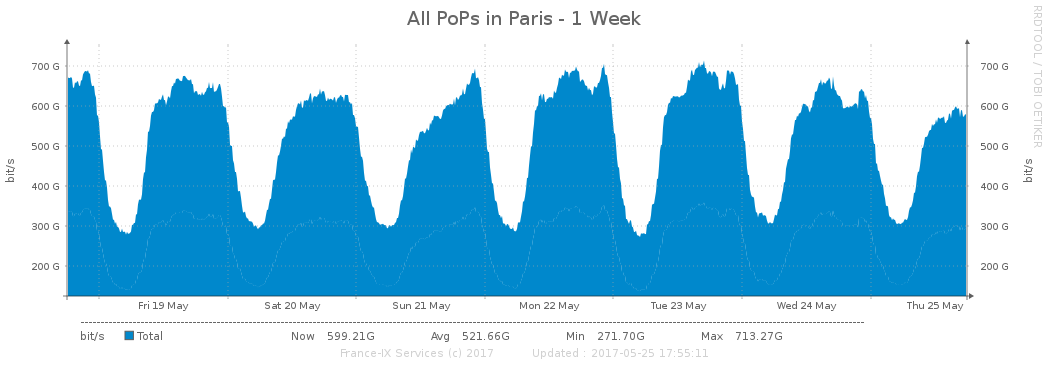 All PoPs in Paris - 1 Week
RRDTOOL / TOBI OETIKER
bit/s
700 G 700 G
600 G 600 G
500 G 500 G
400 G 400 G
300 G 300 G
200 G 200 G
bit/s
Fri 19 May Sat 20 May Sun 21 May Mon 22 May Tue 23 May Wed 24 May Thu 25 May
bit/s Total Now 599.21G Avg 521.66G Min 271.70G Max 713.27G
France-IX Services (c) 2017 Updated : 2017-05-25 17:55:11